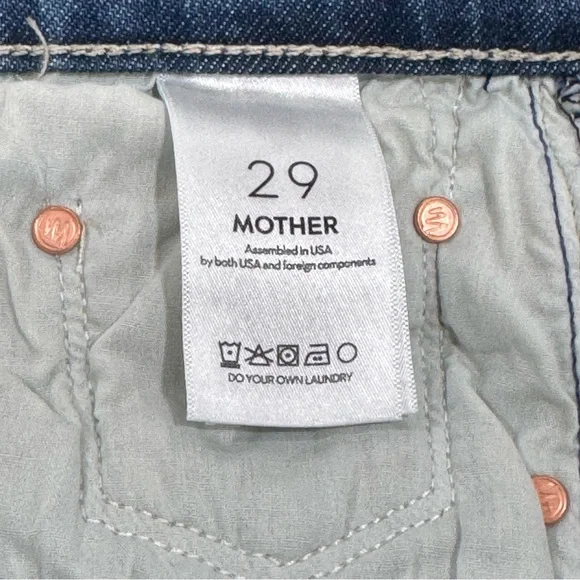 29
MOTHER
Assembled in USA
by both USA and foreign components
DO YOUR OWN LAUNDRY